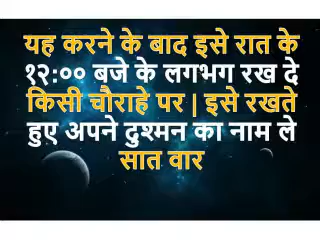 यह करने के बाद इसे रात के
१२:०० बजे के लगभग रख दे
किसी चौराहे पर | इसे रखते
हुए अपने दुश्मन का नाम ले
सात वार